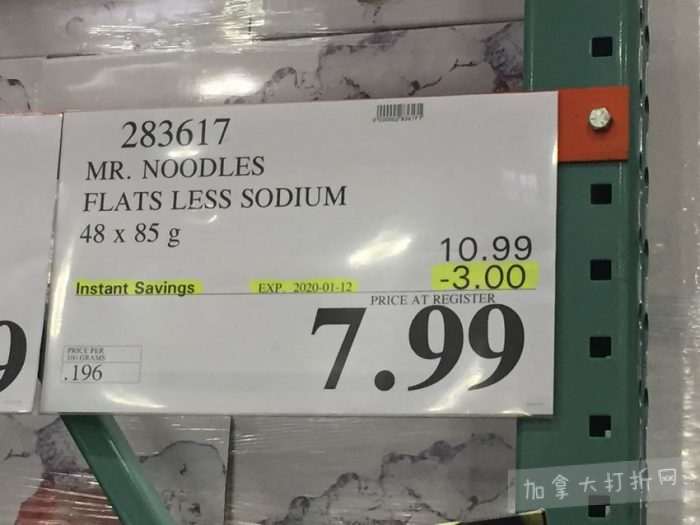 283617
MR. NOODLES
FLATS LESS SODIUM
48 x 85 g
10.99
Instant Savings EXP. 2020-01-12 -3.00
PRICE AT REGISTER
7.99
PRICE PER
100 GRAMS
.196
9
加拿大打折网